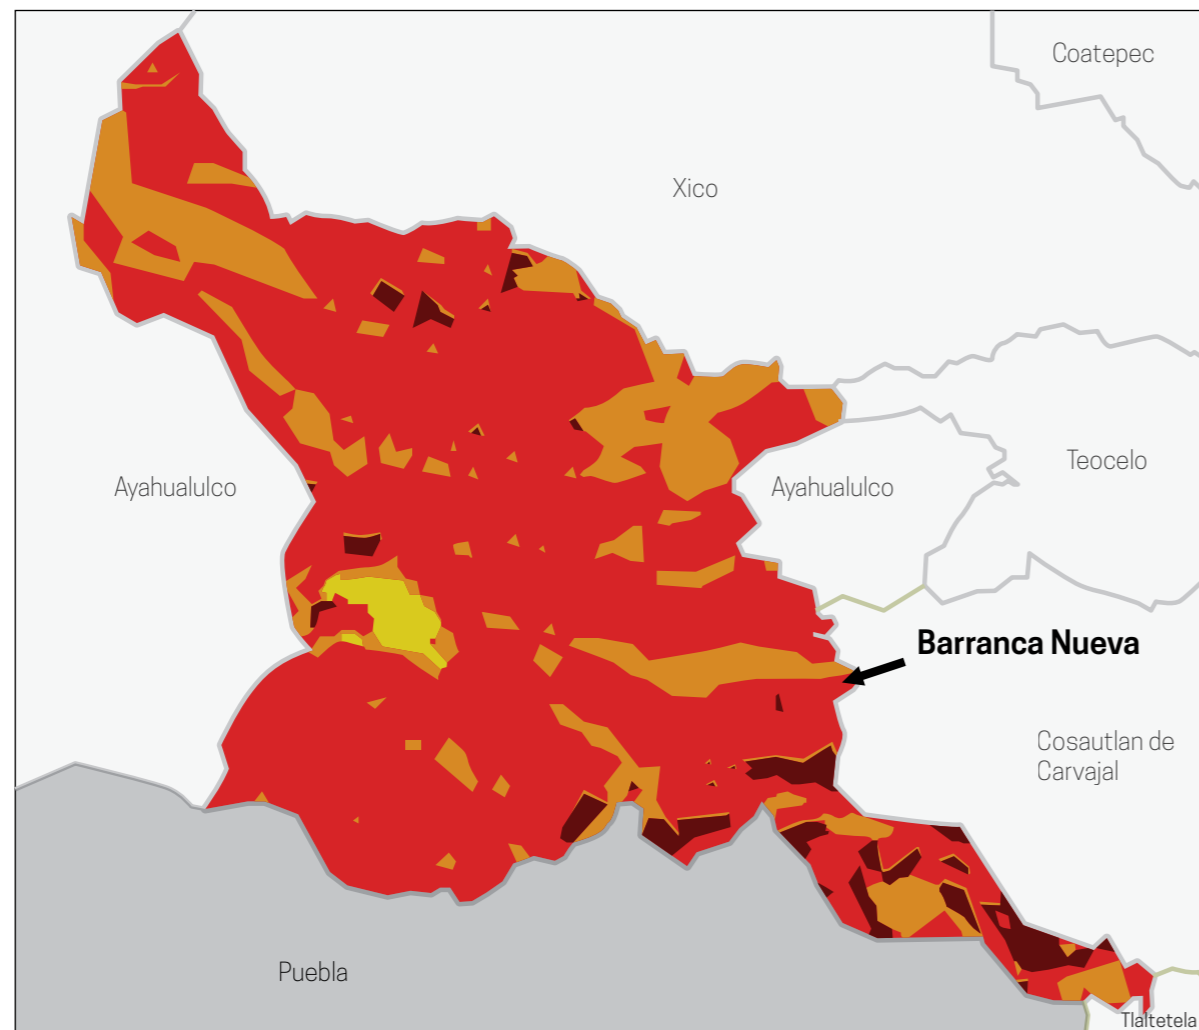 Coatepec
Xico
Teocelo
Ayahualulco
Ayahualulco
Barranca Nueva
Cosautlan de
Carvajal
Puebla
Tlaltetela